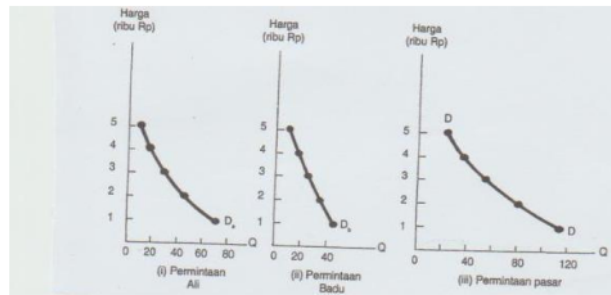 Harga
(ribu Rp)
5
4
3
2
1
0 20 40 60 80
Q
D
(i) Permintaan
Ali
Harga
(ribu Rp)
5
4
3
2
1
0 20 40
Q
D
(ii) Permintaan
Badu
Harga
(ribu Rp)
D
5
4
3
2
1
D
0 40 80 120
Q
(iii) Permintaan pasar